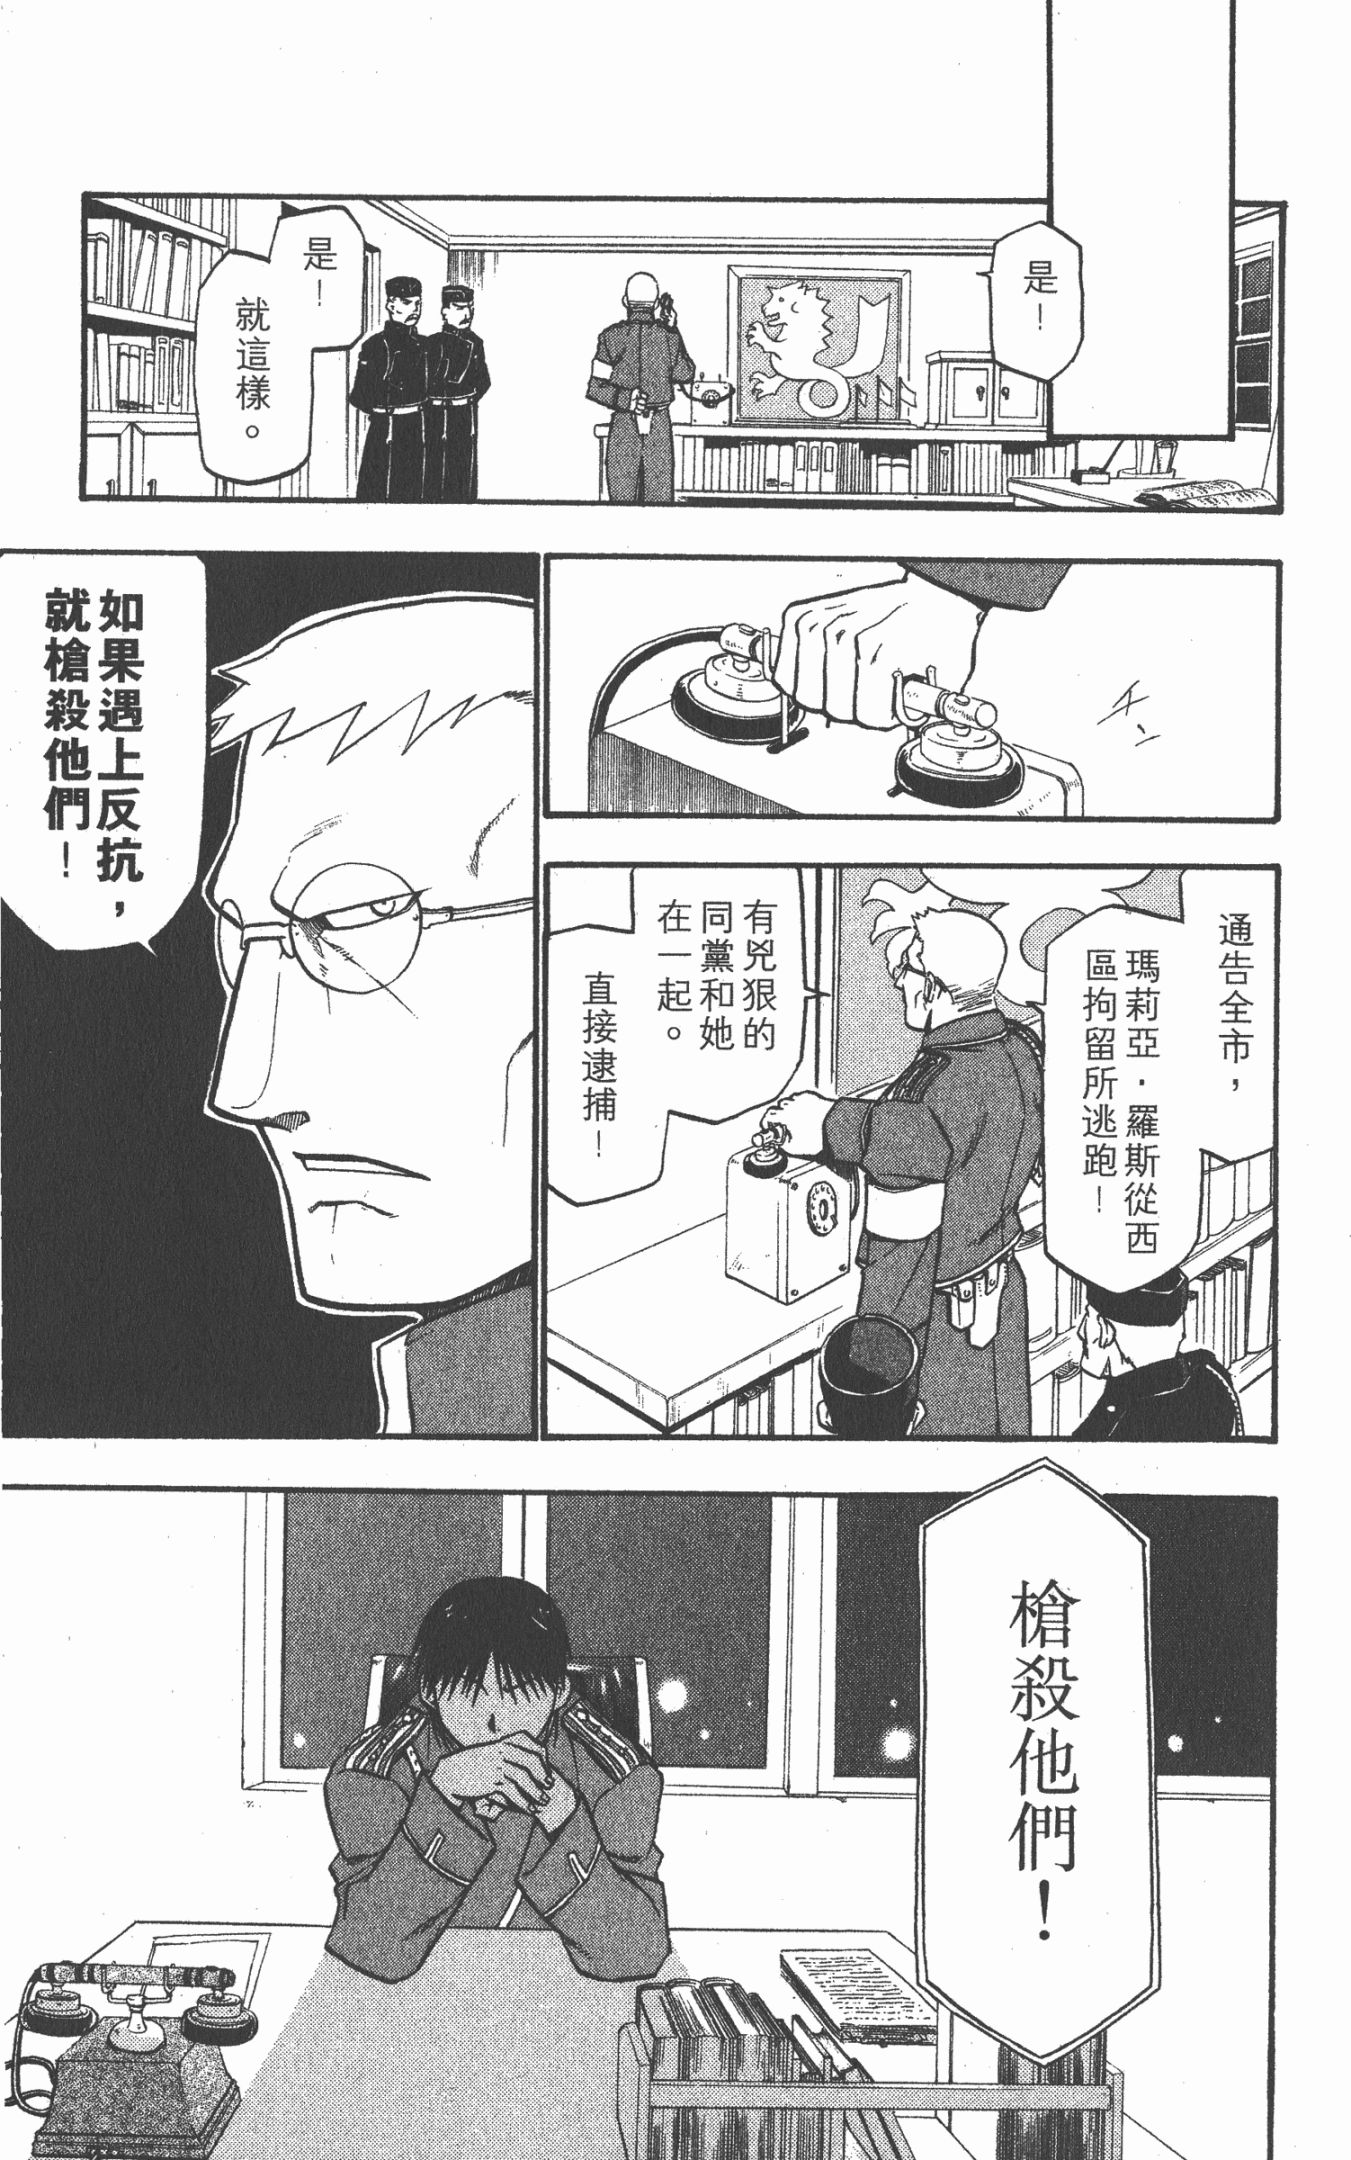 是！
是！
就這樣。
チン
通告全市，
瑪莉亞．羅斯從西
區拘留所逃跑！
有兇狠的
同黨和她
在一起。
直接逮捕！
如果遇上反抗，
就槍殺他們！
槍殺他們！